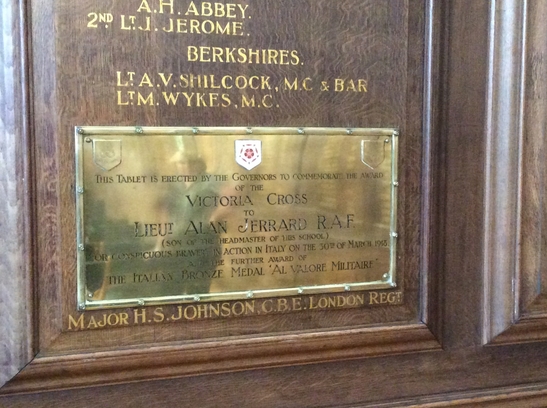 A.H. ABBEY.
2ND LT. J. JEROME.
BERKSHIRES.
LT. A.V. SHILCOCK, M.C & BAR
LT. M. WYKES, M.C.
THIS TABLET IS ERECTED BY THE GOVERNORS TO COMMEMORATE THE AWARD
OF THE
VICTORIA CROSS
TO
LIEUT ALAN JERRARD R.A.F.
(SON OF THE HEADMASTER OF THIS SCHOOL)
FOR CONSPICUOUS BRAVERY IN ACTION IN ITALY ON THE 30TH OF MARCH 1918
AND THE FURTHER AWARD OF
THE ITALIAN BRONZE MEDAL "AL VALORE MILITAIRE"
MAJOR H.S. JOHNSON, C.B.E. LONDON REGT